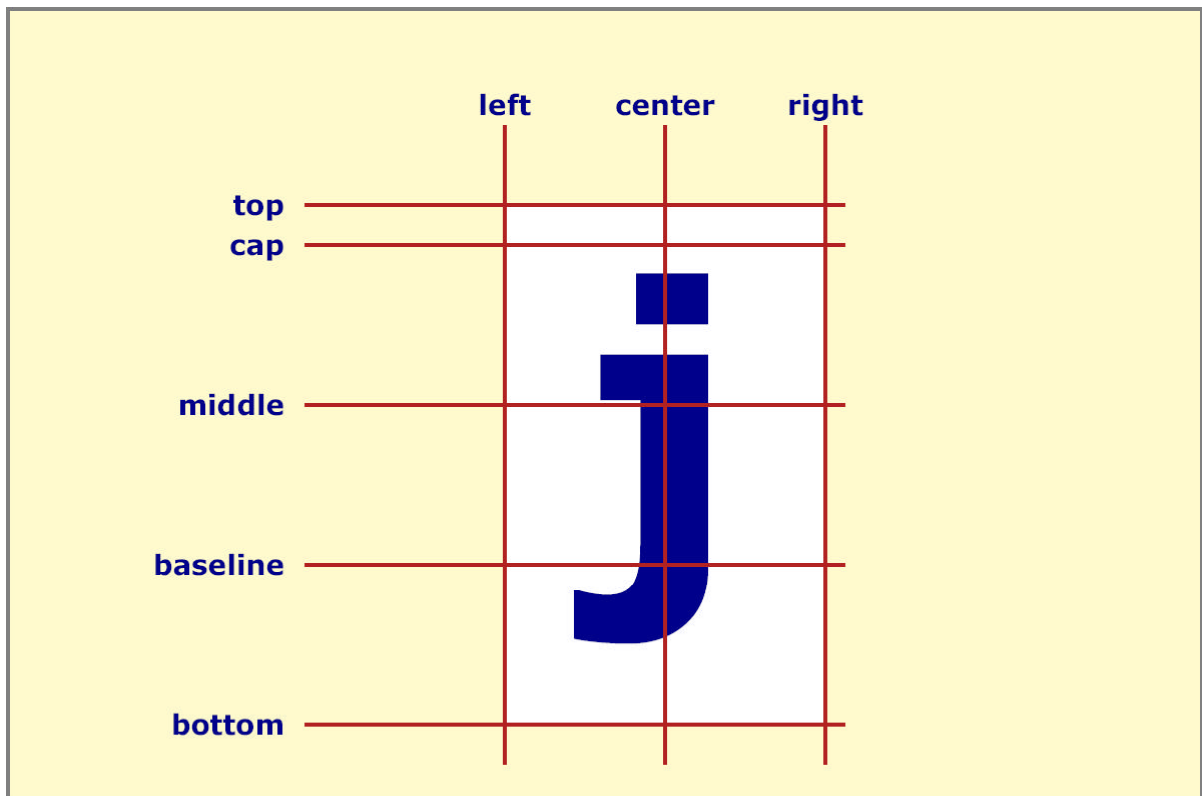 left center right
top
cap
j
middle
baseline
bottom